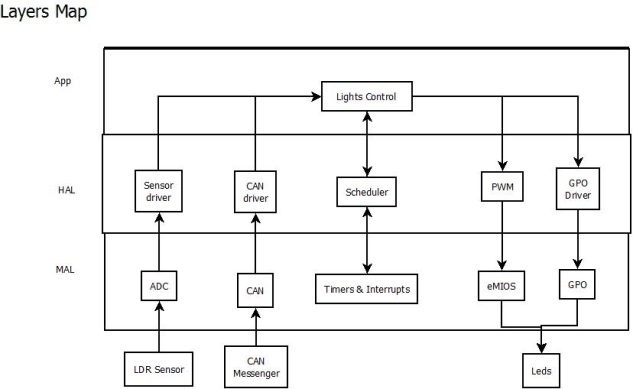 Layers Map
App
Lights Control
HAL
Sensor
driver
CAN
driver
Scheduler
PWM
GPO
Driver
MAL
ADC
CAN
Timers & Interrupts
eMIOS
GPO
LDR Sensor
CAN
Messenger
Leds